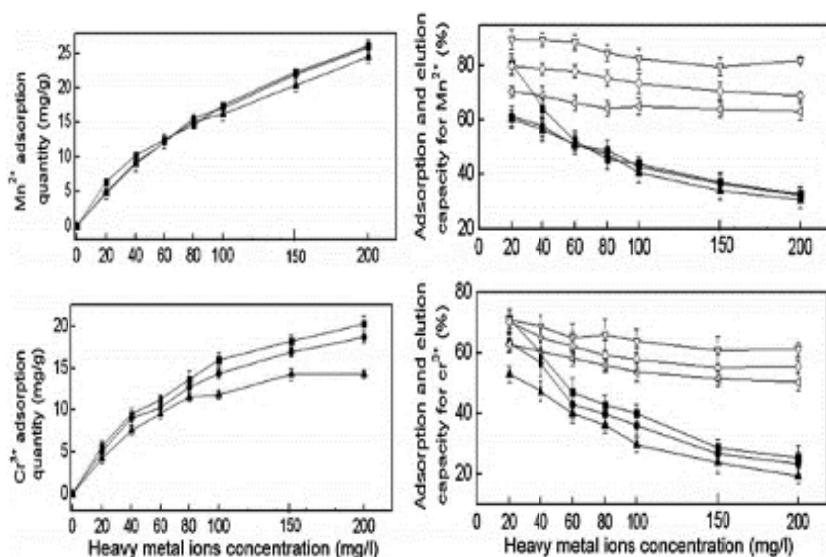 Mn²⁺ adsorption
quantity (mg/g)
25
20
15
10
5
0
0 20 40 60 80 100 150 200
Adsorption and elution
capacity for Mn²⁺ (%)
80
60
40
20
0 20 40 60 80 100 150 200
Cr³⁺ adsorption
quantity (mg/g)
20
15
10
5
0
0 20 40 60 80 100 150 200
Heavy metal ions concentration (mg/l)
Adsorption and elution
capacity for cr³⁺ (%)
80
60
40
20
0 20 40 60 80 100 150 200
Heavy metal ions concentration (mg/l)